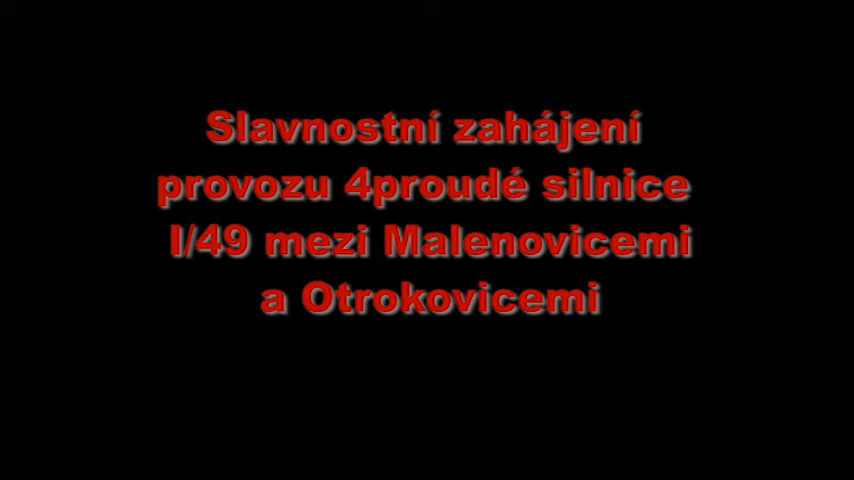 Slavnostní zahájení
provozu 4proudé silnice
I/49 mezi Malenovicemi
a Otrokovicemi